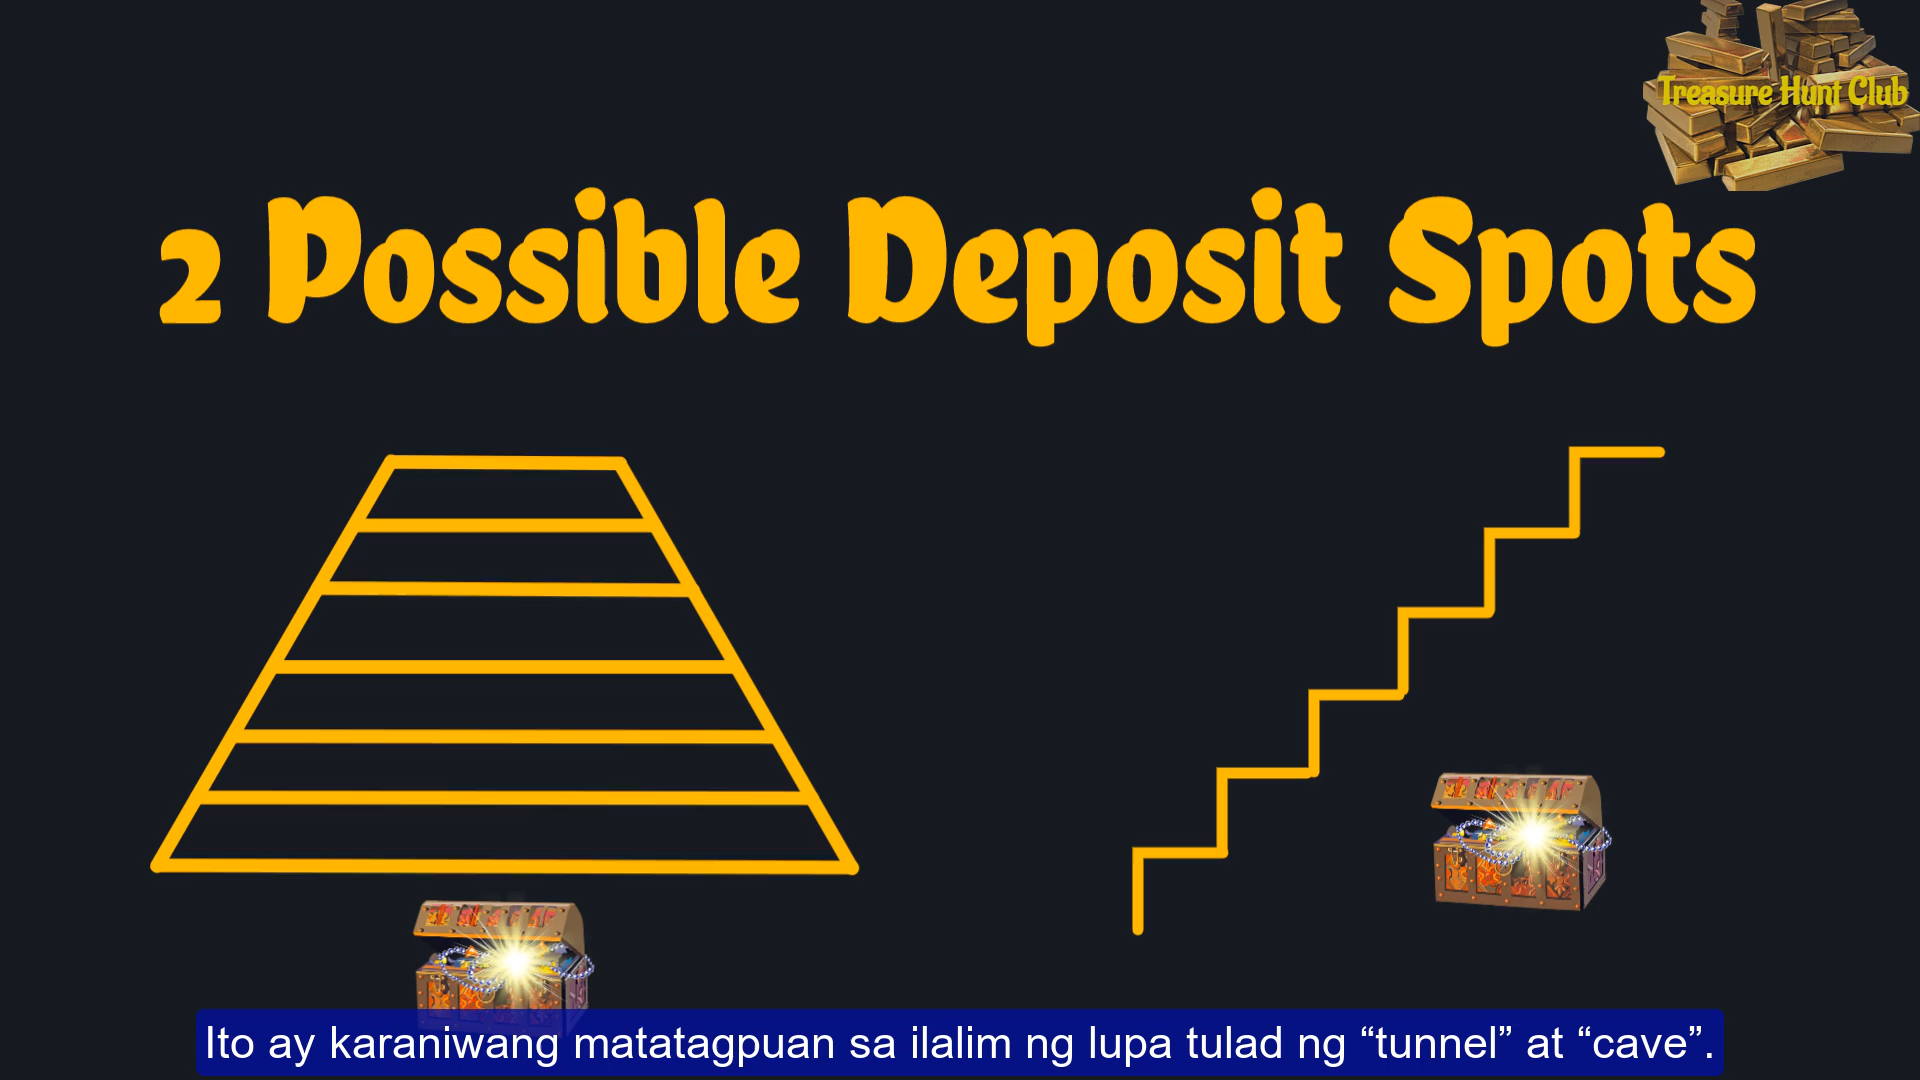 Treasure Hunt Club
2 Possible Deposit Spots
Ito ay karaniwang matatagpuan sa ilalim ng lupa tulad ng “tunnel” at “cave”.